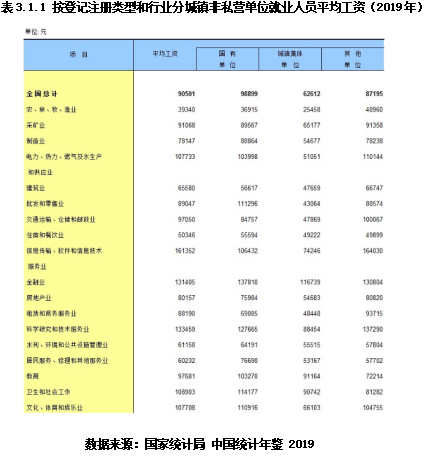 表3.1.1 按登记注册类型和行业分城镇非私营单位就业人员平均工资（2019年）
单位: 元
项 目 平均工资 国 有 单 位 城镇集体 单 位 其 他 单 位
全国总计 90501 98899 62612 87195
农、林、牧、渔业 39340 36915 25458 48960
采矿业 91068 89567 65177 91358
制造业 78147 88864 54677 78238
电力、热力、燃气及水生产 107733 103998 51051 110144
和供应业
建筑业 65580 56617 47659 66747
批发和零售业 89047 111296 43064 88574
交通运输、仓储和邮政业 97050 84757 47869 100067
住宿和餐饮业 50346 55594 49222 49899
信息传输、软件和信息技术 161352 106432 74246 164030
服务业
金融业 131405 137810 116739 130804
房地产业 80157 75984 54683 80820
租赁和商务服务业 88190 69085 48448 93715
科学研究和技术服务业 133459 127665 88454 137290
水利、环境和公共设施管理业 61158 64191 55515 57804
居民服务、修理和其他服务业 60232 76690 53167 57702
教育 97681 103270 91164 72214
卫生和社会工作 108903 114177 90742 81282
文化、体育和娱乐业 107708 110916 66103 104755
数据来源：国家统计局 中国统计年鉴 2019